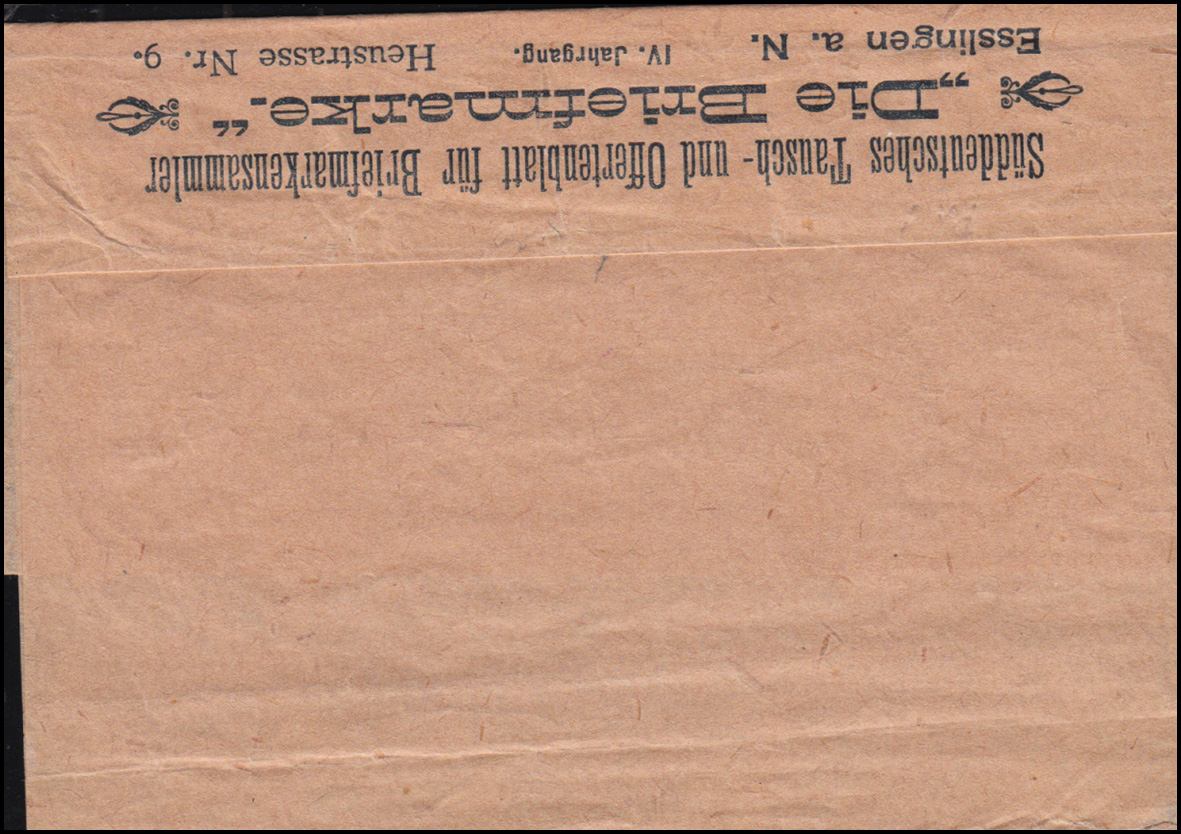 Süddeutsches Tausch- und Offertenblatt für Briefmarkensammler
„Die Briefmarke.“
Esslingen a. N. IV. Jahrgang. Heustrasse Nr. 9.